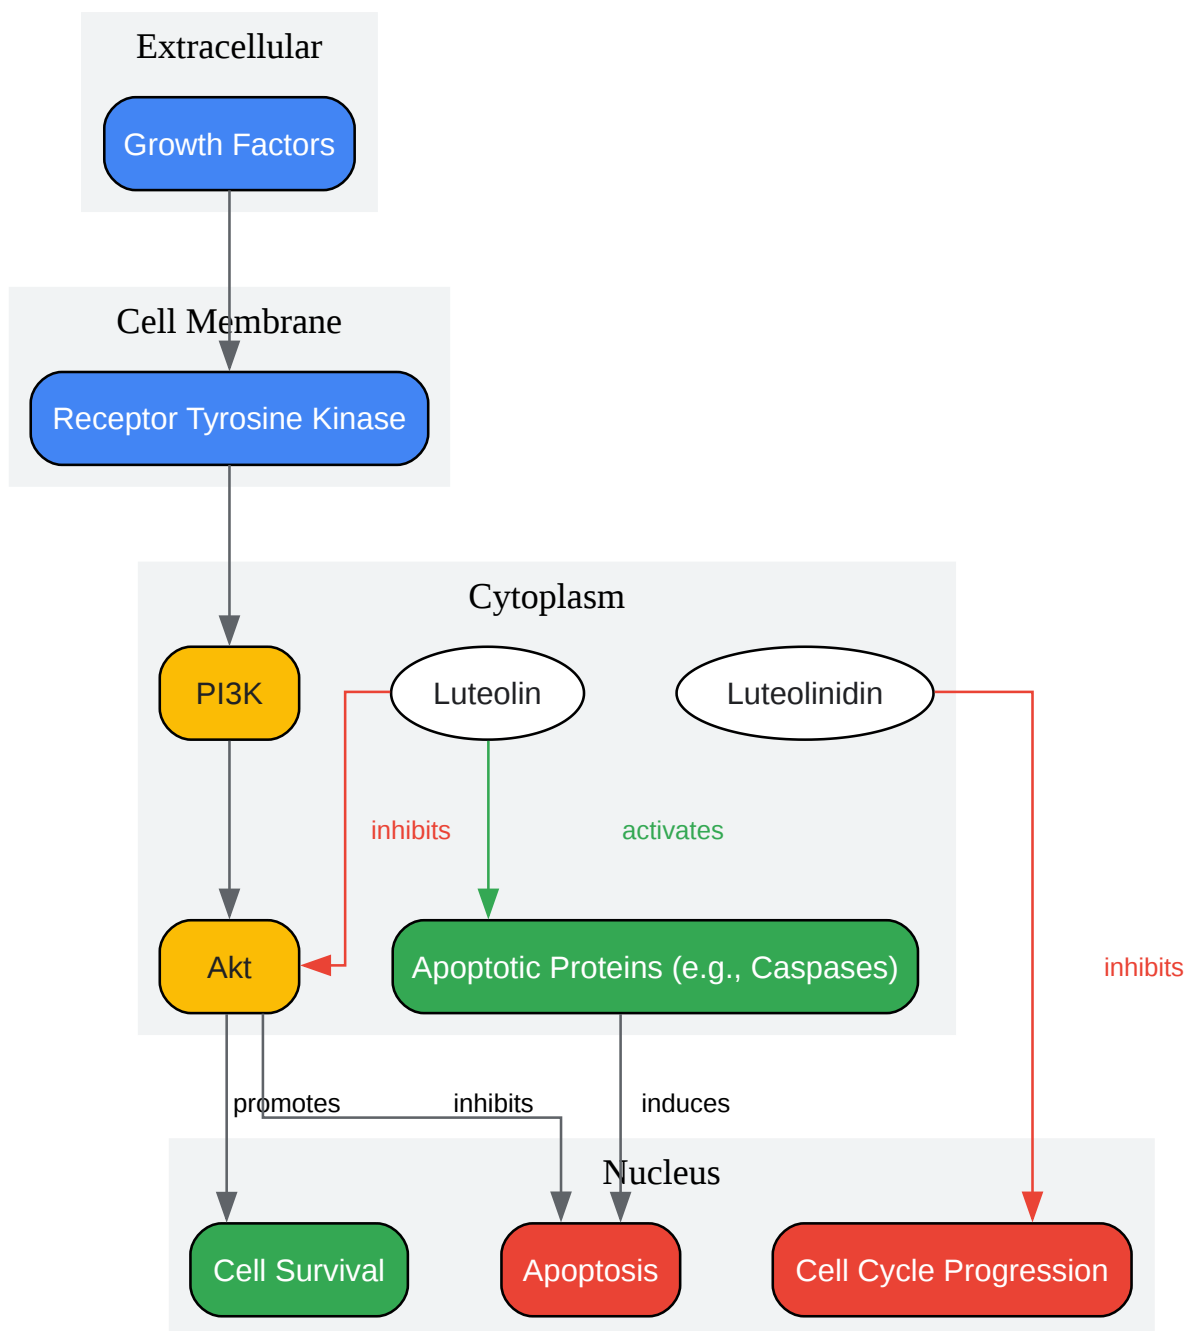 Extracellular
Growth Factors
Cell Membrane
Receptor Tyrosine Kinase
Cytoplasm
PI3K
Luteolin
Luteolinidin
inhibits
activates
Akt
Apoptotic Proteins (e.g., Caspases)
inhibits
promotes
inhibits
induces
Nucleus
Cell Survival
Apoptosis
Cell Cycle Progression